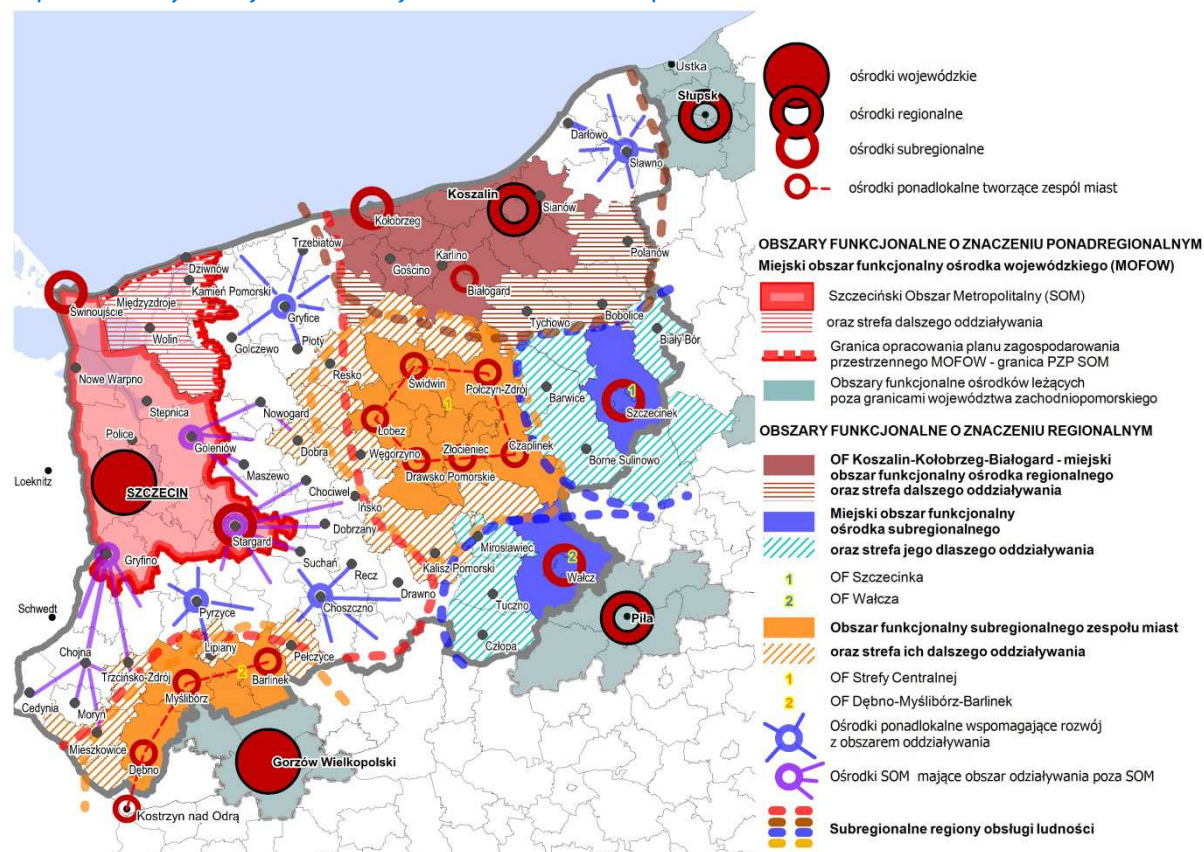 Ustka
Słupsk
Darłowo
Sławno
Koszalin
Sianów
Kołobrzeg
Trzebiatów
Karlino
Gościno
Białogard
Polanów
Dziwnów
Kamień Pomorski
Międzyzdroje
Świnoujście
Wolin
Gryfice
Tychowo
Bobolice
Biały Bór
Golczewo
Płoty
Nowe Warpno
Resko
Świdwin
Połczyn-Zdrój
Barwice
1
Szczecinek
Stepnica
Nowogard
1
Łobez
Police
Goleniów
Dobra
Węgorzyno
Złocieniec
Czaplinek
Borne Sulinowo
Drawsko Pomorskie
Loeknitz
SZCZECIN
Maszewo
Chociwel
Ińsko
Stargard
Dobrzany
Mirosławiec
Gryfino
Suchań
Kalisz Pomorski
2
Wałcz
Recz
Drawno
Schwedt
Pyrzyce
Choszczno
Tuczno
Piła
Człopa
Lipiany
Pełczyce
Chojna
Trzcińsko-Zdrój
2
Barlinek
Myślibórz
Cedynia
Moryń
Mieszkowice
Dębno
Gorzów Wielkopolski
Kostrzyn nad Odrą
ośrodki wojewódzkie
ośrodki regionalne
ośrodki subregionalne
ośrodki ponadlokalne tworzące zespól miast
OBSZARY FUNKCJONALNE O ZNACZENIU PONADREGIONALNYM
Miejski obszar funkcjonalny ośrodka wojewódzkiego (MOFOW)
Szczeciński Obszar Metropolitalny (SOM)
oraz strefa dalszego oddziaływania
Granica opracowania planu zagospodarowania
przestrzennego MOFOW - granica PZP SOM
Obszary funkcjonalne ośrodków leżących
poza granicami województwa zachodniopomorskiego
OBSZARY FUNKCJONALNE O ZNACZENIU REGIONALNYM
OF Koszalin-Kołobrzeg-Białogard - miejski
obszar funkcjonalny ośrodka regionalnego
oraz strefa dalszego oddziaływania
Miejski obszar funkcjonalny
ośrodka subregionalnego
oraz strefa jego dlaszego oddziaływania
1 OF Szczecinka
2 OF Wałcza
Obszar funkcjonalny subregionalnego zespołu miast
oraz strefa ich dalszego oddziaływania
1 OF Strefy Centralnej
2 OF Dębno-Myślibórz-Barlinek
Ośrodki ponadlokalne wspomagające rozwój
z obszarem oddziaływania
Ośrodki SOM mające obszar odziaływania poza SOM
Subregionalne regiony obsługi ludności